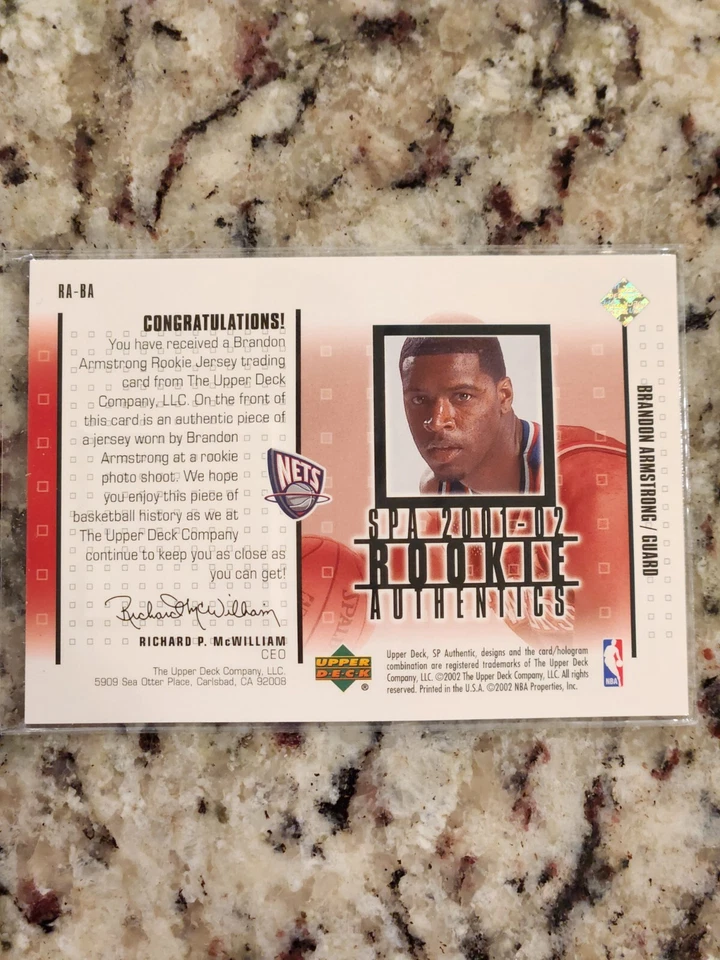 RA-BA
CONGRATULATIONS!
You have received a Brandon
Armstrong Rookie Jersey trading
card from The Upper Deck
Company, LLC. On the front of
this card is an authentic piece of
a jersey worn by Brandon
Armstrong at a rookie
photo shoot. We hope
you enjoy this piece of
basketball history as we at
The Upper Deck Company
continue to keep you as close as
you can get!
Richard P. McWilliam
RICHARD P. McWILLIAM
CEO
The Upper Deck Company, LLC.
5909 Sea Otter Place, Carlsbad, CA 92008
NETS
SPA 2001-02
ROOKIE
AUTHENTICS
UPPER
DECK
®
Upper Deck, SP Authentic, designs and the card/hologram
combination are registered trademarks of The Upper Deck
Company, LLC. ©2002 The Upper Deck Company, LLC. All rights
reserved. Printed in the U.S.A. ©2002 NBA Properties, Inc.
BRANDON ARMSTRONG / GUARD
NBA